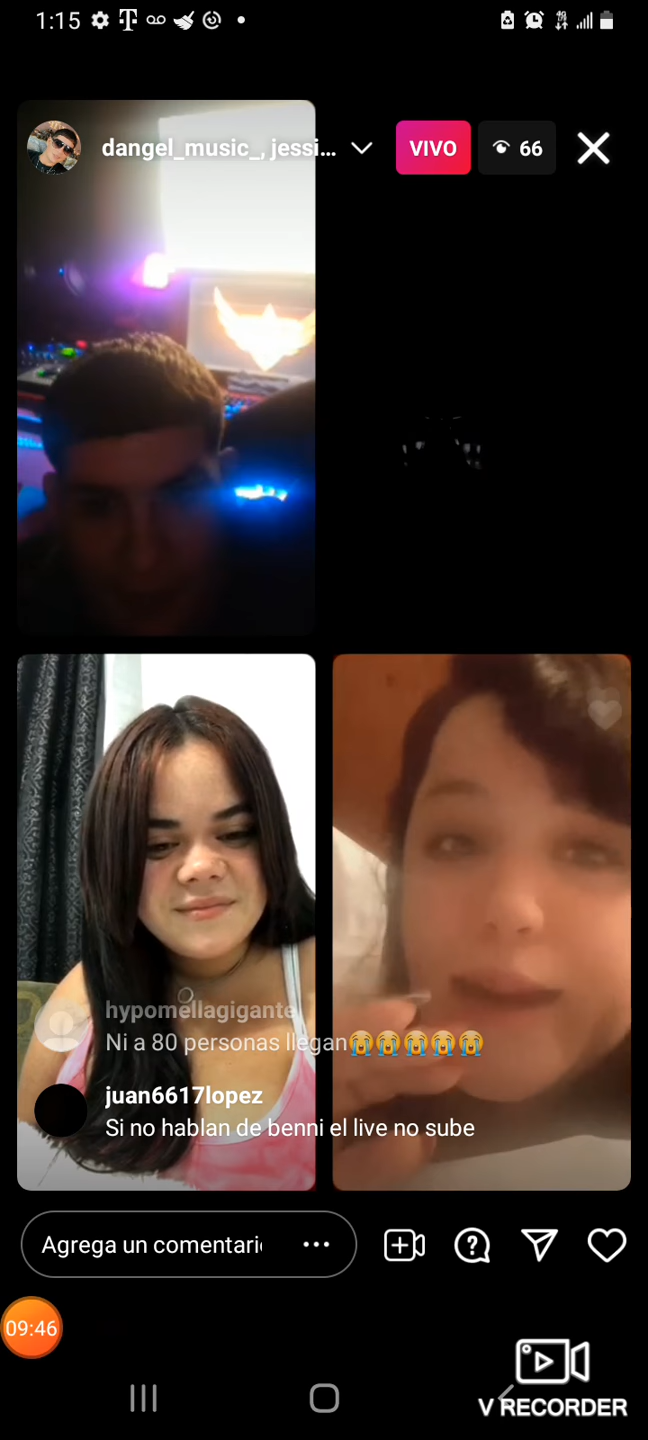 1:15
dangel_music_, jessi...
VIVO
66
hypomellagigante
Ni a 80 personas llegan😭😭😭😭😭
juan6617lopez
Si no hablan de benni el live no sube
Agrega un comentari
09:46
V RECORDER